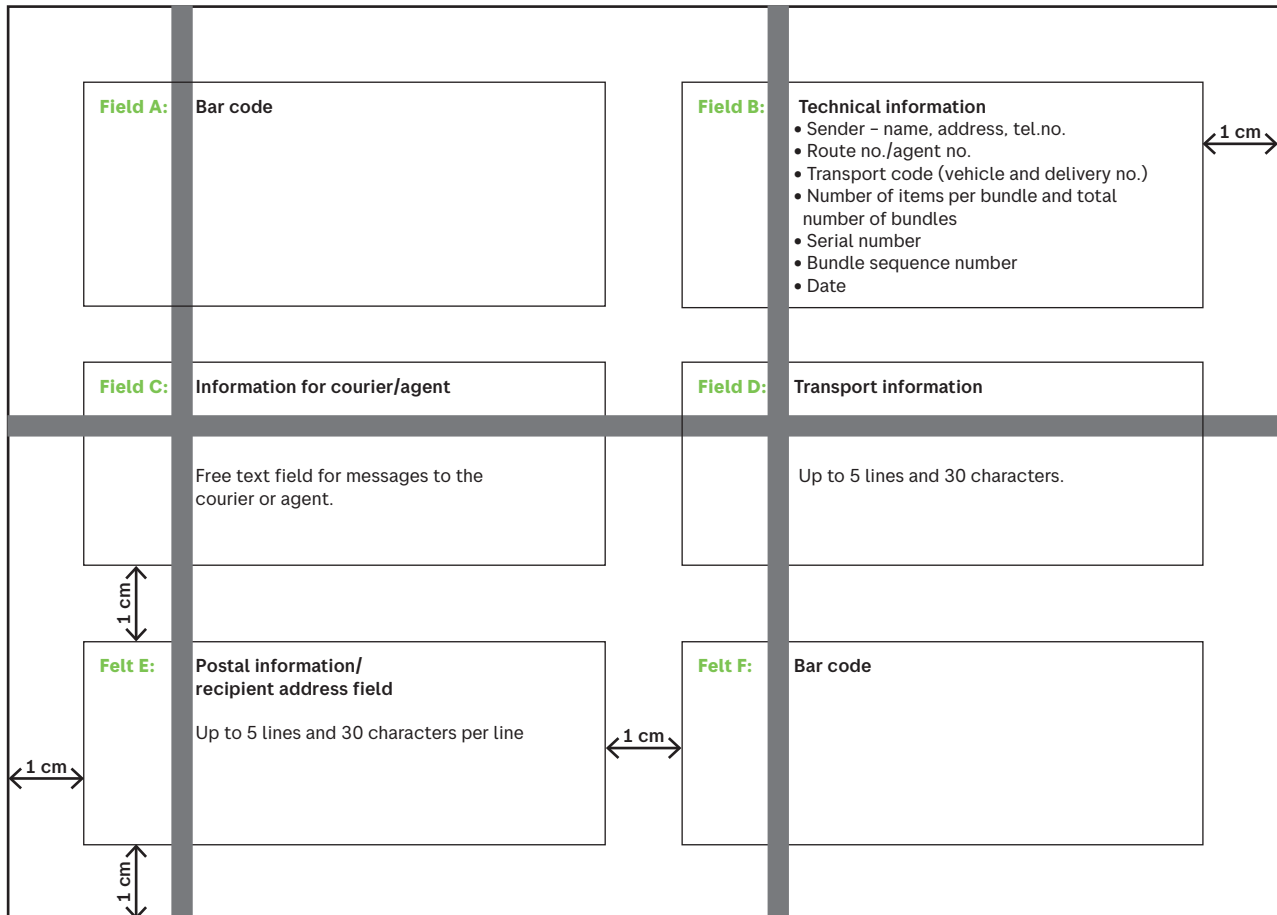 Field A: Bar code
Field B: Technical information
• Sender – name, address, tel.no.
• Route no./agent no.
• Transport code (vehicle and delivery no.)
• Number of items per bundle and total
number of bundles
• Serial number
• Bundle sequence number
• Date
1 cm
Field C: Information for courier/agent
Free text field for messages to the
courier or agent.
Field D: Transport information
Up to 5 lines and 30 characters.
1 cm
Felt E: Postal information/
recipient address field
Up to 5 lines and 30 characters per line
1 cm
1 cm
Felt F: Bar code
1 cm